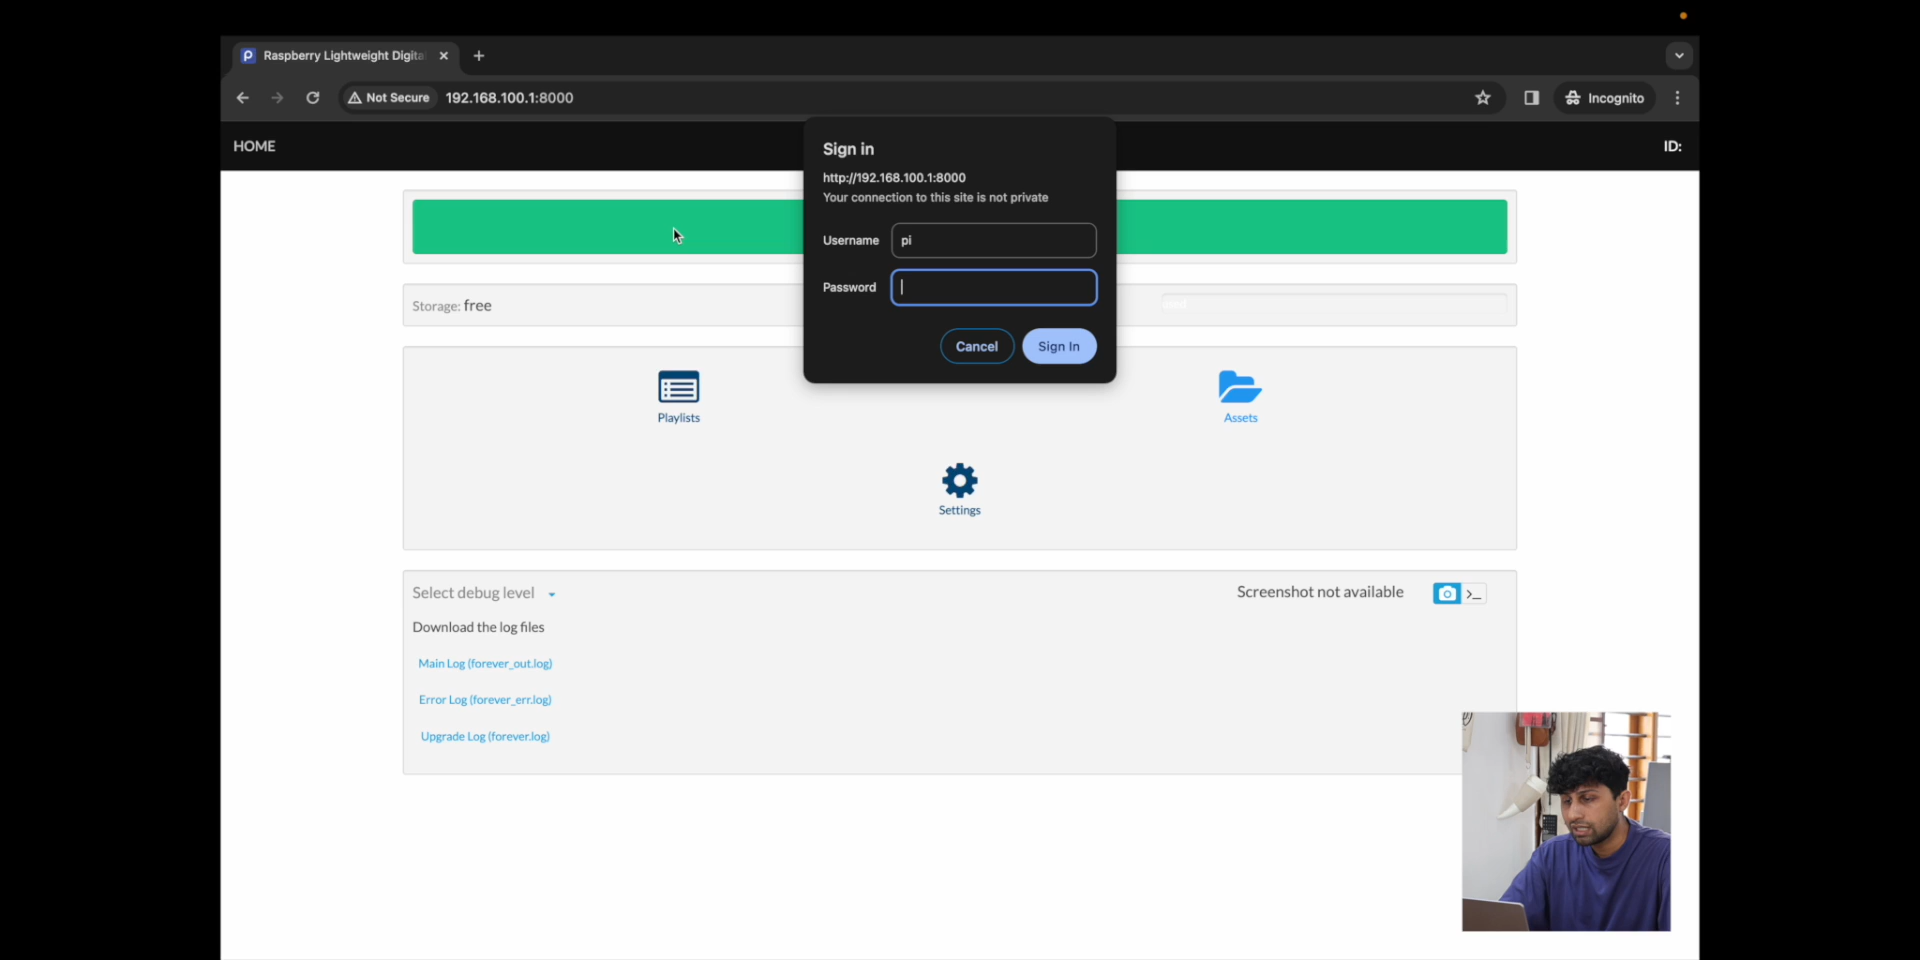 Raspberry Lightweight Digita
Not Secure
192.168.100.1:8000
Incognito
HOME
ID:
Sign in
http://192.168.100.1:8000
Your connection to this site is not private
Username
pi
Password
Cancel
Sign In
Storage: free
Playlists
Assets
Settings
Select debug level
Screenshot not available
Download the log files
Main Log (forever_out.log)
Error Log (forever_err.log)
Upgrade Log (forever.log)